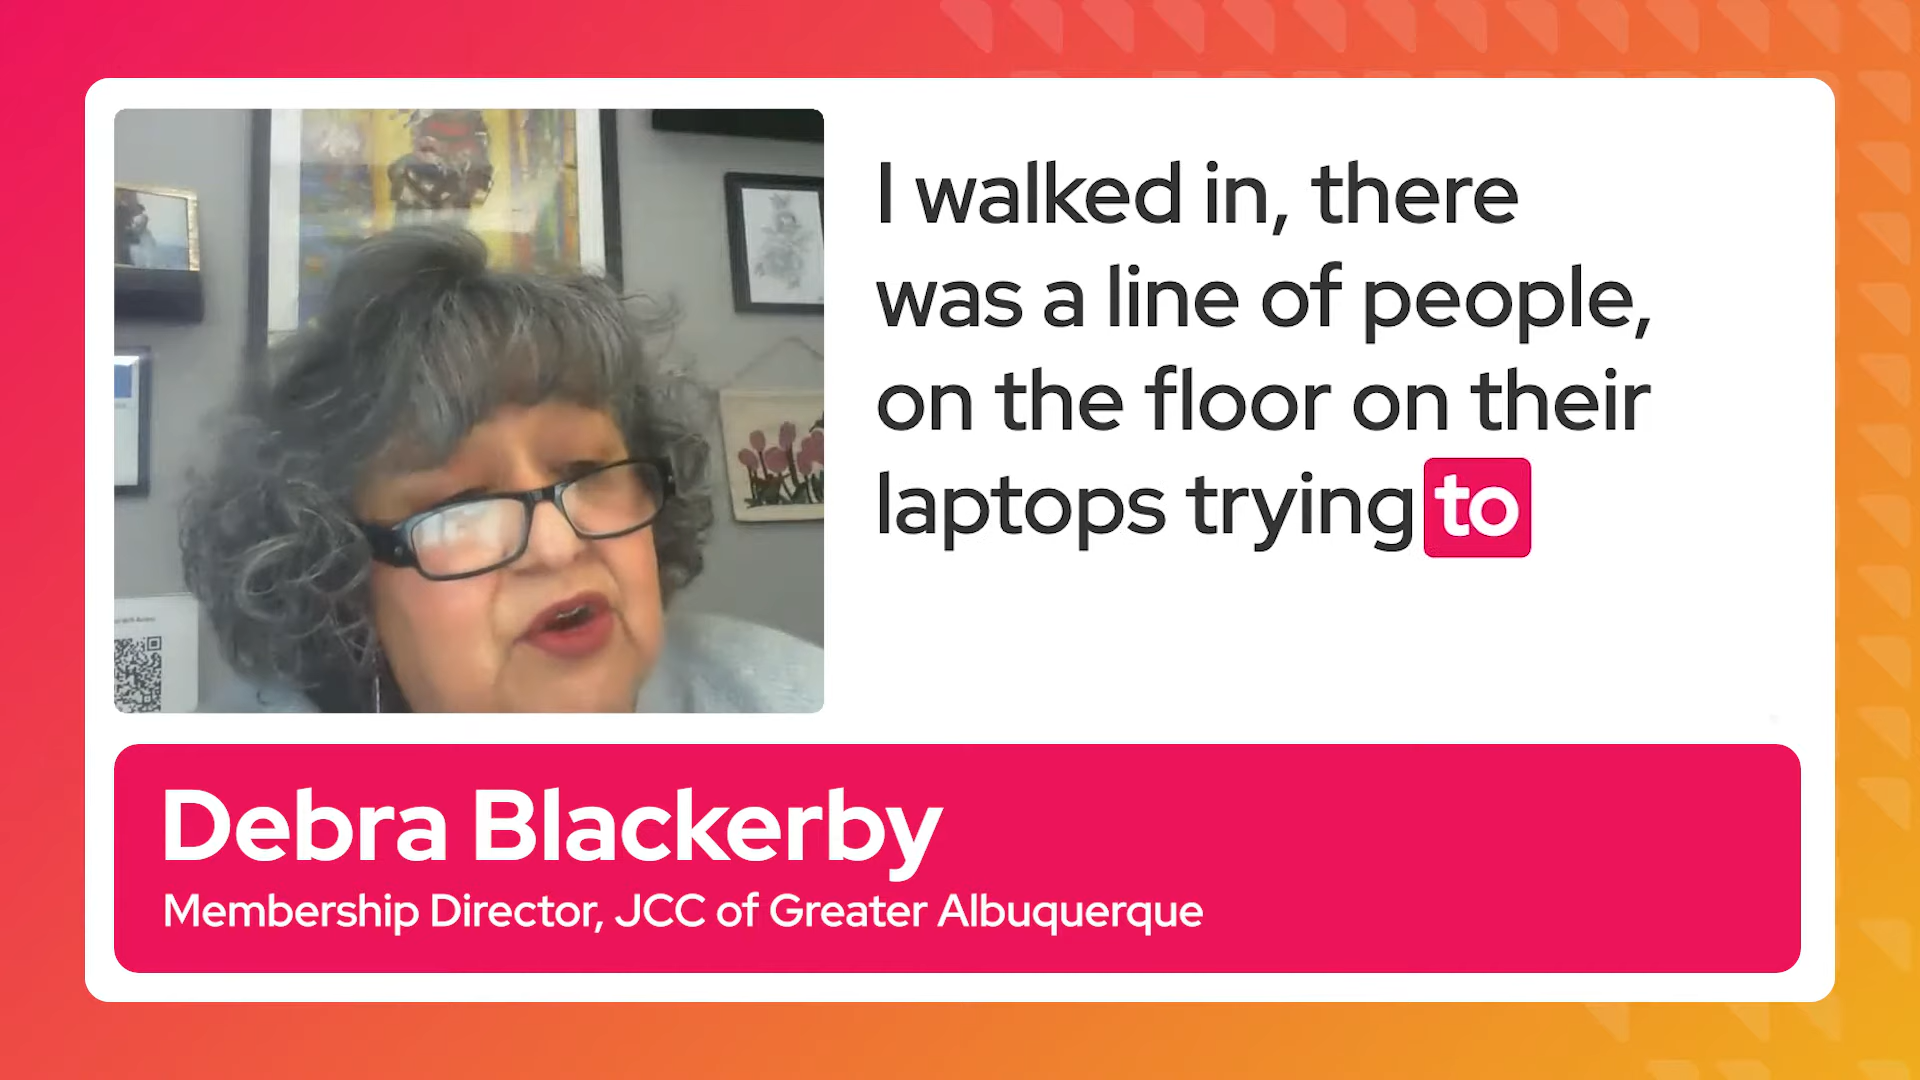 I walked in, there
was a line of people,
on the floor on their
laptops trying to
Debra Blackerby
Membership Director, JCC of Greater Albuquerque